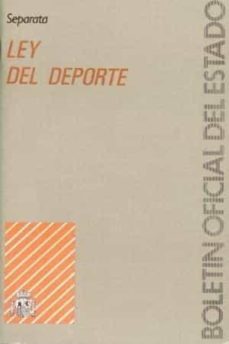 Separata
LEY
DEL DEPORTE
BOLETIN OFICIAL DEL ESTADO